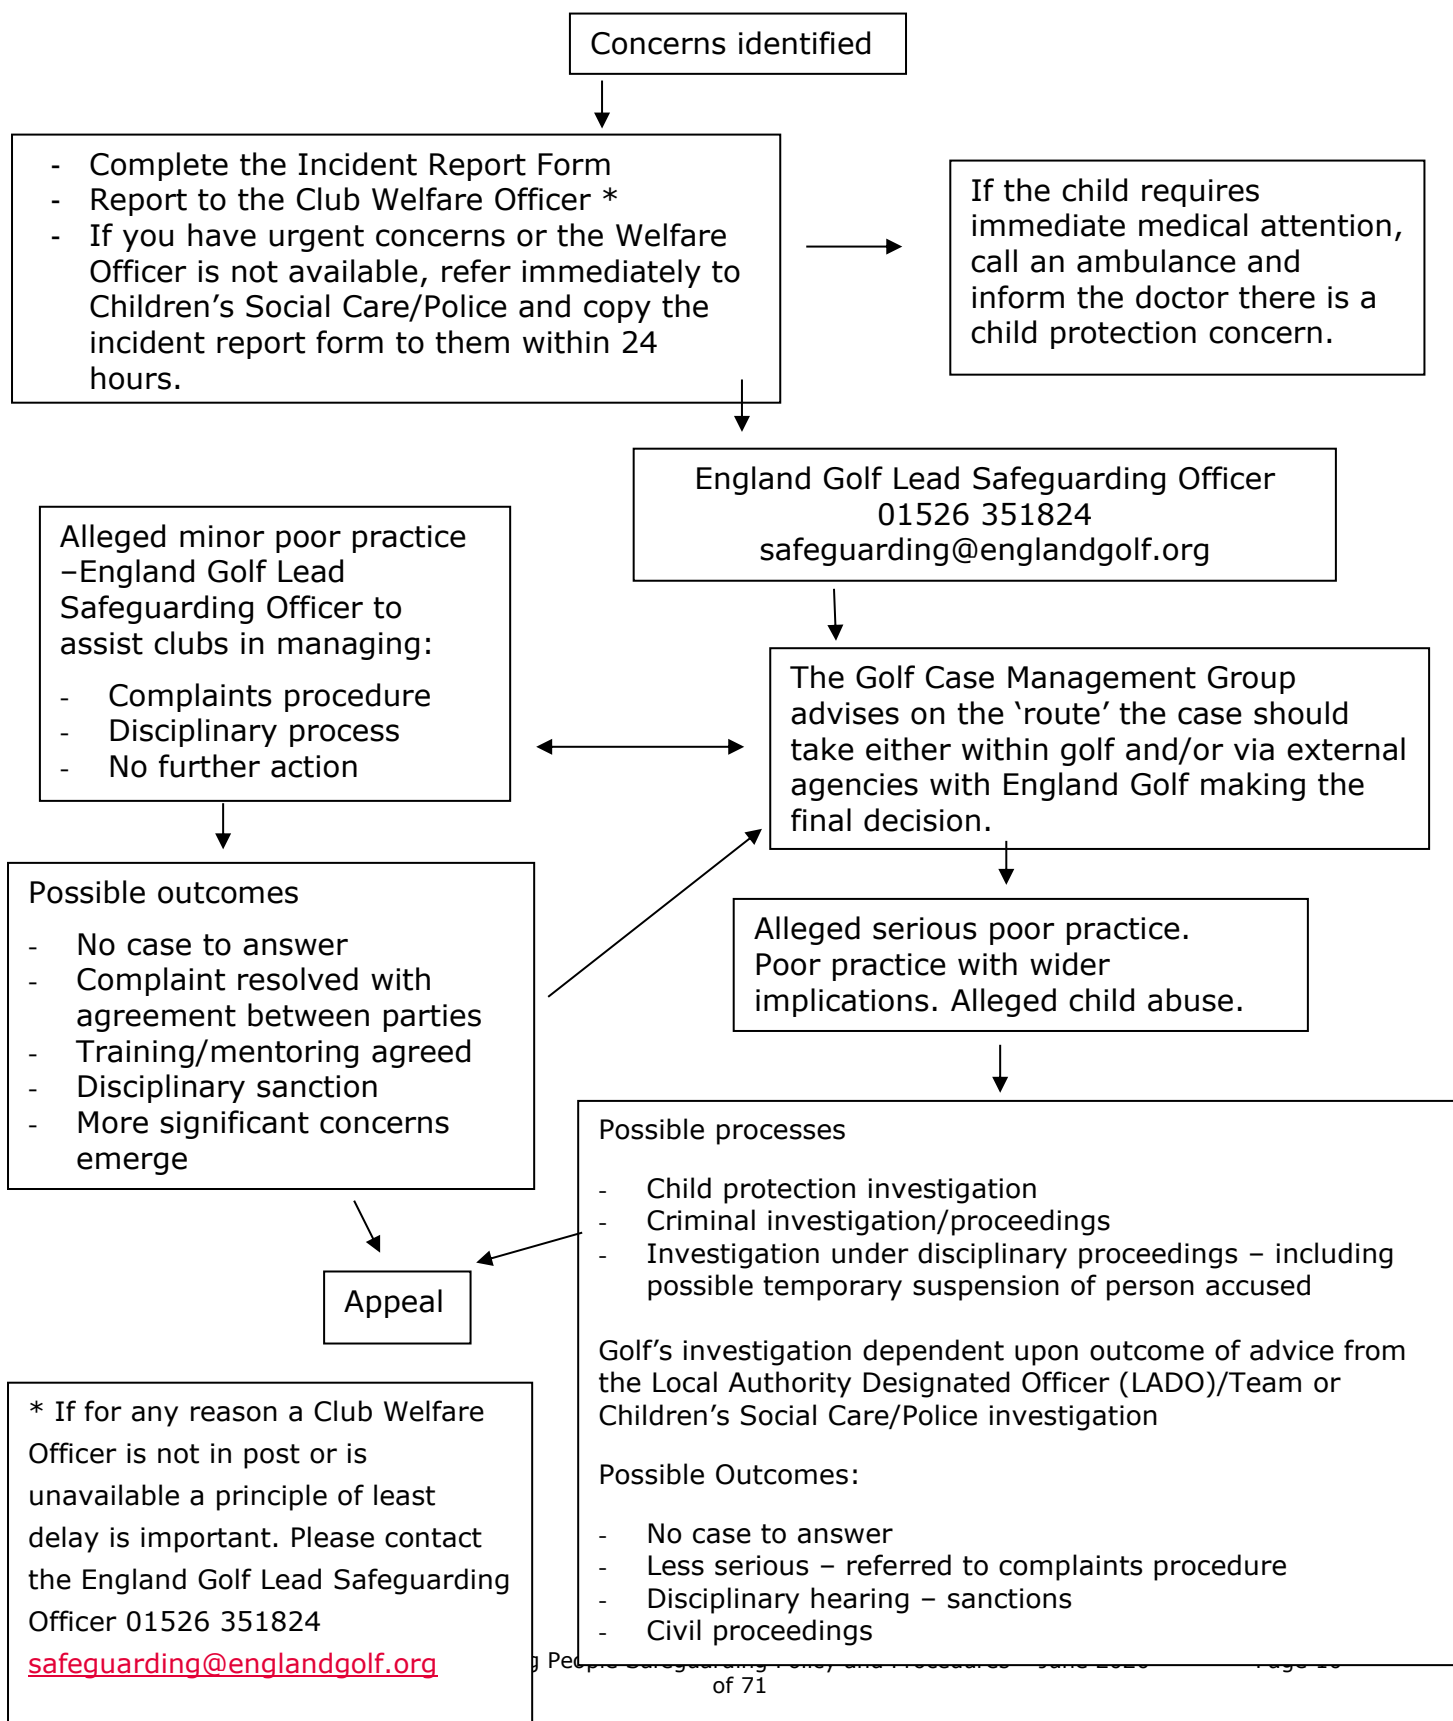 Concerns identified
- Complete the Incident Report Form
- Report to the Club Welfare Officer *
- If you have urgent concerns or the Welfare
Officer is not available, refer immediately to
Children’s Social Care/Police and copy the
incident report form to them within 24
hours.
If the child requires
immediate medical attention,
call an ambulance and
inform the doctor there is a
child protection concern.
England Golf Lead Safeguarding Officer
01526 351824
safeguarding@englandgolf.org
Alleged minor poor practice
–England Golf Lead
Safeguarding Officer to
assist clubs in managing:
- Complaints procedure
- Disciplinary process
- No further action
The Golf Case Management Group
advises on the ‘route’ the case should
take either within golf and/or via external
agencies with England Golf making the
final decision.
Possible outcomes
- No case to answer
- Complaint resolved with
agreement between parties
- Training/mentoring agreed
- Disciplinary sanction
- More significant concerns
emerge
Alleged serious poor practice.
Poor practice with wider
implications. Alleged child abuse.
Possible processes
- Child protection investigation
- Criminal investigation/proceedings
- Investigation under disciplinary proceedings – including
possible temporary suspension of person accused
Golf’s investigation dependent upon outcome of advice from
the Local Authority Designated Officer (LADO)/Team or
Children’s Social Care/Police investigation
Possible Outcomes:
- No case to answer
- Less serious – referred to complaints procedure
- Disciplinary hearing – sanctions
- Civil proceedings
Appeal
* If for any reason a Club Welfare
Officer is not in post or is
unavailable a principle of least
delay is important. Please contact
the England Golf Lead Safeguarding
Officer 01526 351824
safeguarding@englandgolf.org
People Safeguarding Policy and Procedures
of 71